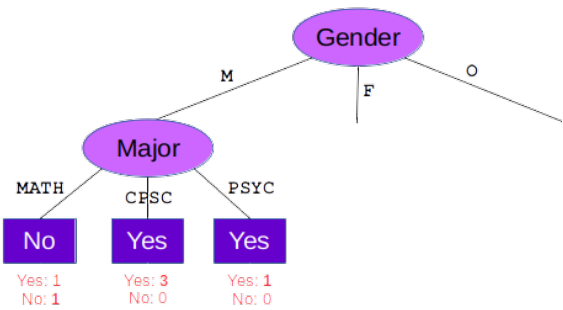 Gender
M
F
O
Major
MATH
CPSC
PSYC
No
Yes
Yes
Yes: 1
No: 1
Yes: 3
No: 0
Yes: 1
No: 0